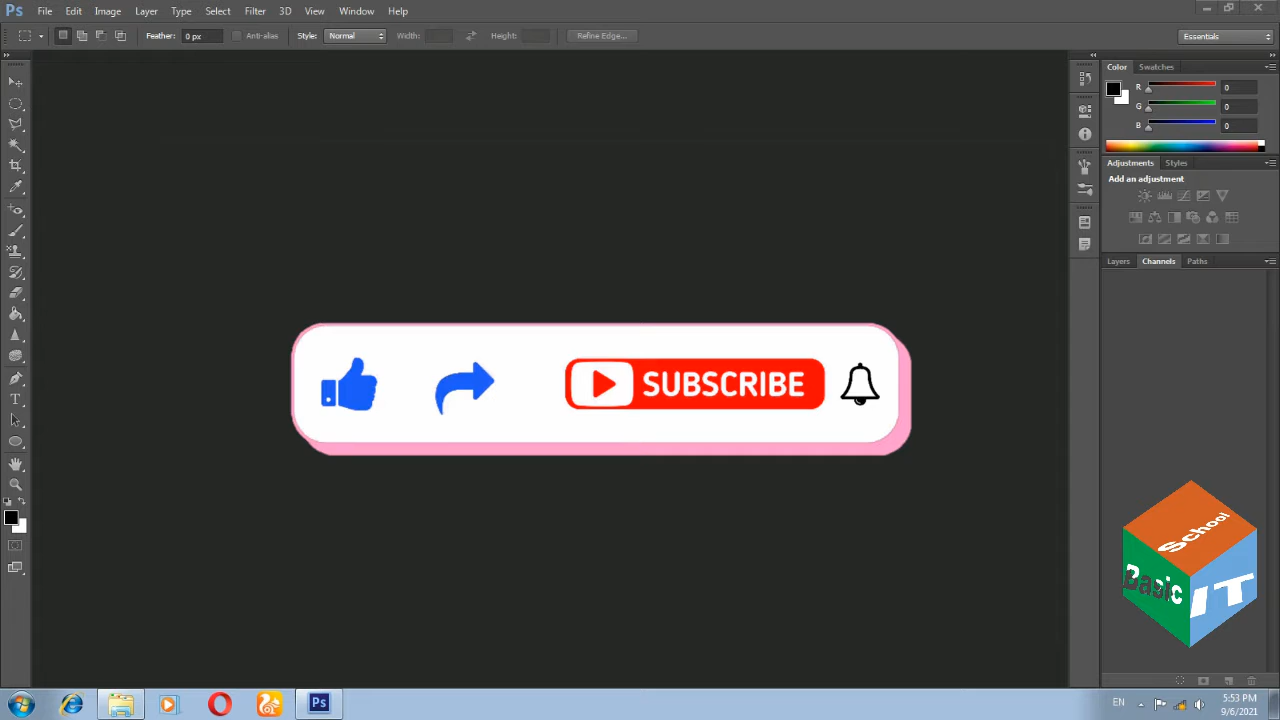 Ps File Edit Image Layer Type Select Filter 3D View Window Help
Feather: 0 px Anti-alias Style: Normal Width: Height: Refine Edge... Essentials
Color Swatches
R 0
G 0
B 0
Adjustments Styles
Add an adjustment
Layers Channels Paths
SUBSCRIBE
School
Basic IT
Ps
EN
5:53 PM
9/6/2021